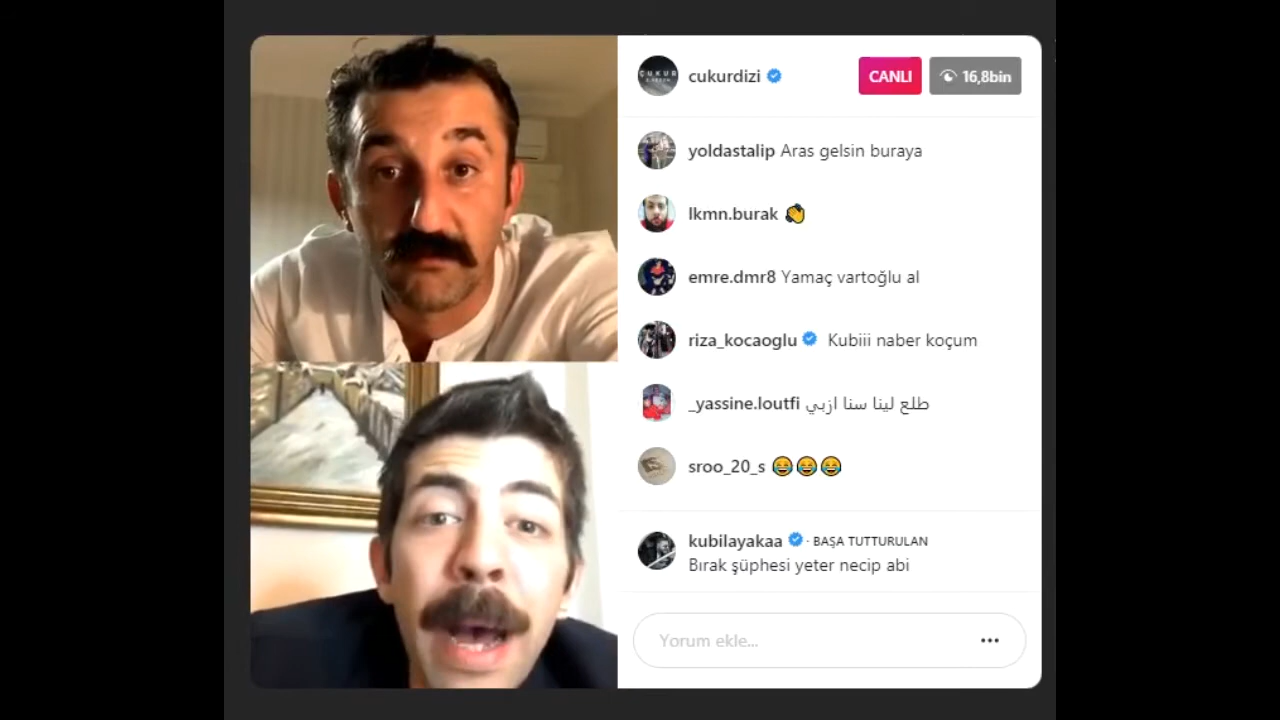 cukurdizi
CANLI
16,8bin
yoldastalip Aras gelsin buraya
lkmn.burak 👏
emre.dmr8 Yamaç vartoğlu al
riza_kocaoglu Kubiii naber koçum
_yassine.loutfi طلع لينا سنا ازبي
sroo_20_s 😂😂😂
kubilayakaa · BAŞA TUTTURULAN
Bırak şüphesi yeter necip abi
Yorum ekle...